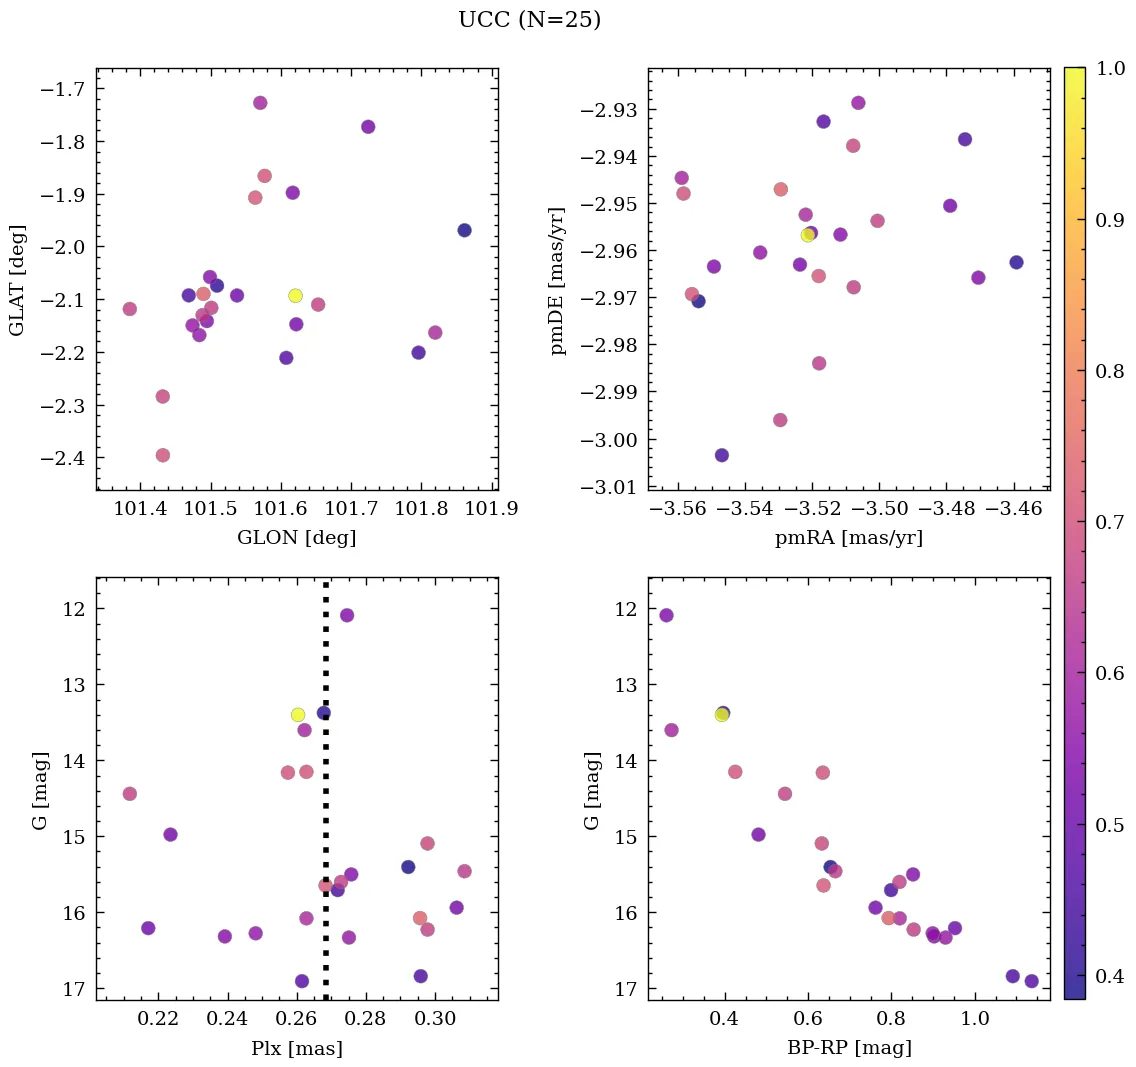 UCC (N=25)
−1.7
−1.8
−1.9
−2.0
−2.1
−2.2
−2.3
−2.4
GLAT [deg]
101.4 101.5 101.6 101.7 101.8 101.9
GLON [deg]
−2.93
−2.94
−2.95
−2.96
−2.97
−2.98
−2.99
−3.00
−3.01
pmDE [mas/yr]
−3.56 −3.54 −3.52 −3.50 −3.48 −3.46
pmRA [mas/yr]
12
13
14
15
16
17
G [mag]
0.22 0.24 0.26 0.28 0.30
Plx [mas]
12
13
14
15
16
17
G [mag]
0.4 0.6 0.8 1.0
BP-RP [mag]
1.0
0.9
0.8
0.7
0.6
0.5
0.4